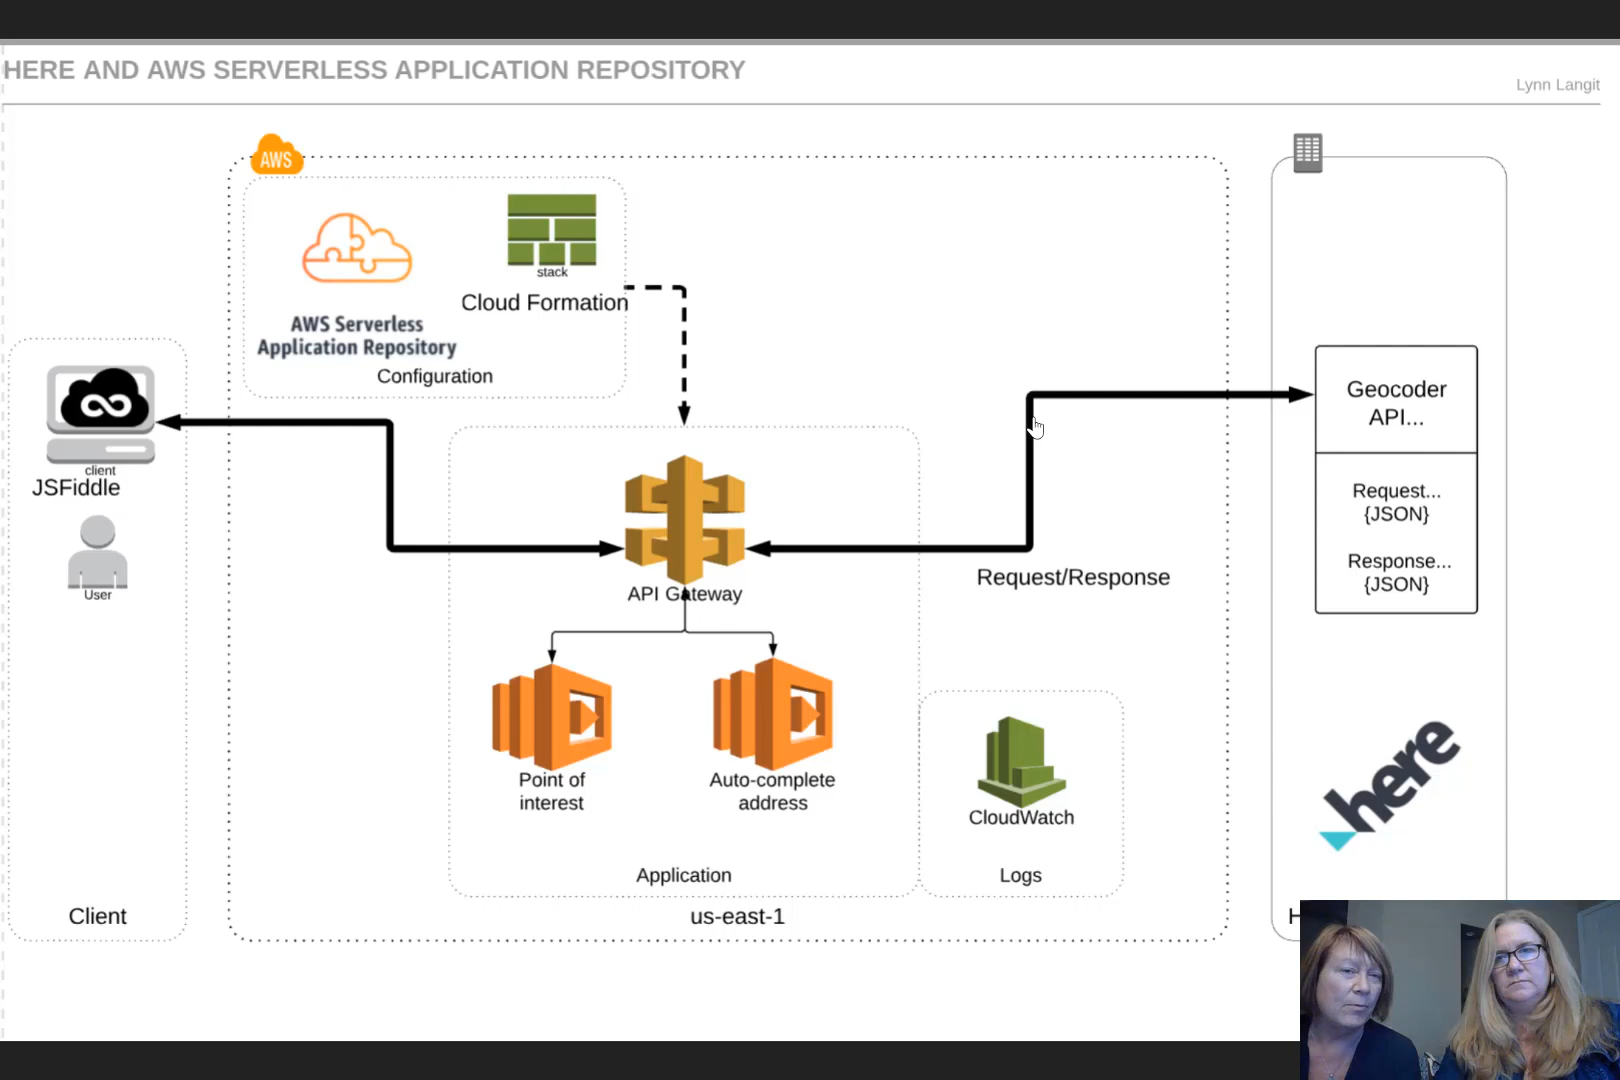 HERE AND AWS SERVERLESS APPLICATION REPOSITORY
Lynn Langit
AWS
stack
Cloud Formation
AWS Serverless
Application Repository
Configuration
client
JSFiddle
User
Client
API Gateway
Point of
interest
Auto-complete
address
Application
CloudWatch
Logs
us-east-1
Request/Response
Geocoder
API...
Request...
{JSON}
Response...
{JSON}
here
H